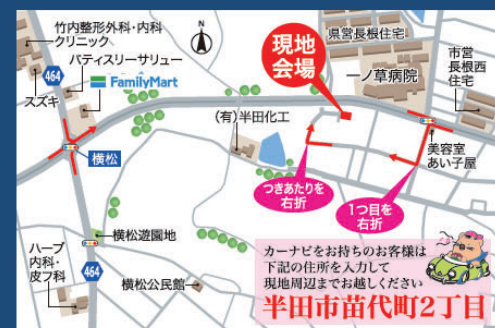 竹内整形外科・内科
クリニック
パティスリーサリュー
464
FamilyMart
スズキ
N
現地
会場
県営長根住宅
一ノ草病院
市営
長根西
住宅
(有)半田化工
横松
美容室
あい子屋
つきあたりを
右折
1つ目を
右折
横松遊園地
ハーブ
内科・
皮フ科
464
横松公民館
カーナビをお持ちのお客様は
下記の住所を入力して
現地周辺までお越しください
半田市苗代町2丁目